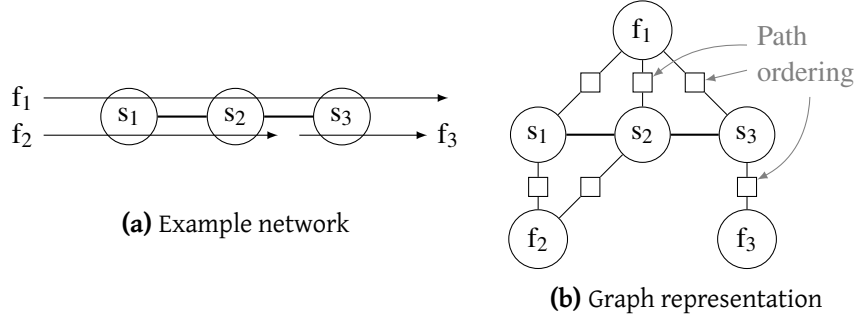 f1
f2
s1
s2
s3
f3
(a) Example network
f1
Path
ordering
s1
s2
s3
f2
f3
(b) Graph representation